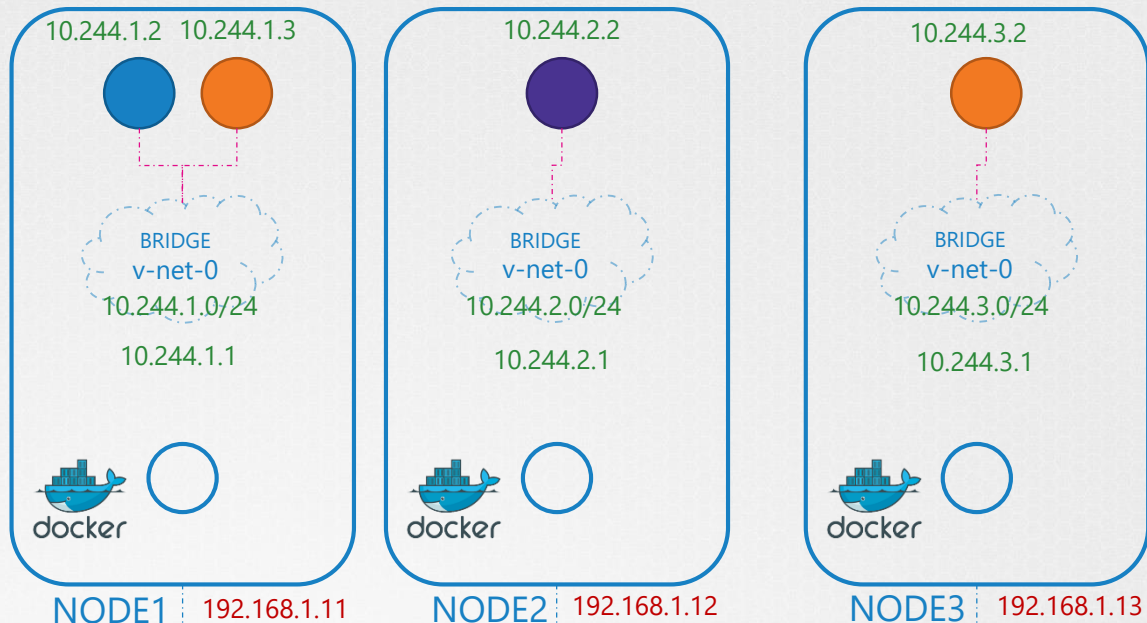 10.244.1.2 10.244.1.3
BRIDGE
v-net-0
10.244.1.0/24
10.244.1.1
docker
NODE1 192.168.1.11
10.244.2.2
BRIDGE
v-net-0
10.244.2.0/24
10.244.2.1
docker
NODE2 192.168.1.12
10.244.3.2
BRIDGE
v-net-0
10.244.3.0/24
10.244.3.1
docker
NODE3 192.168.1.13